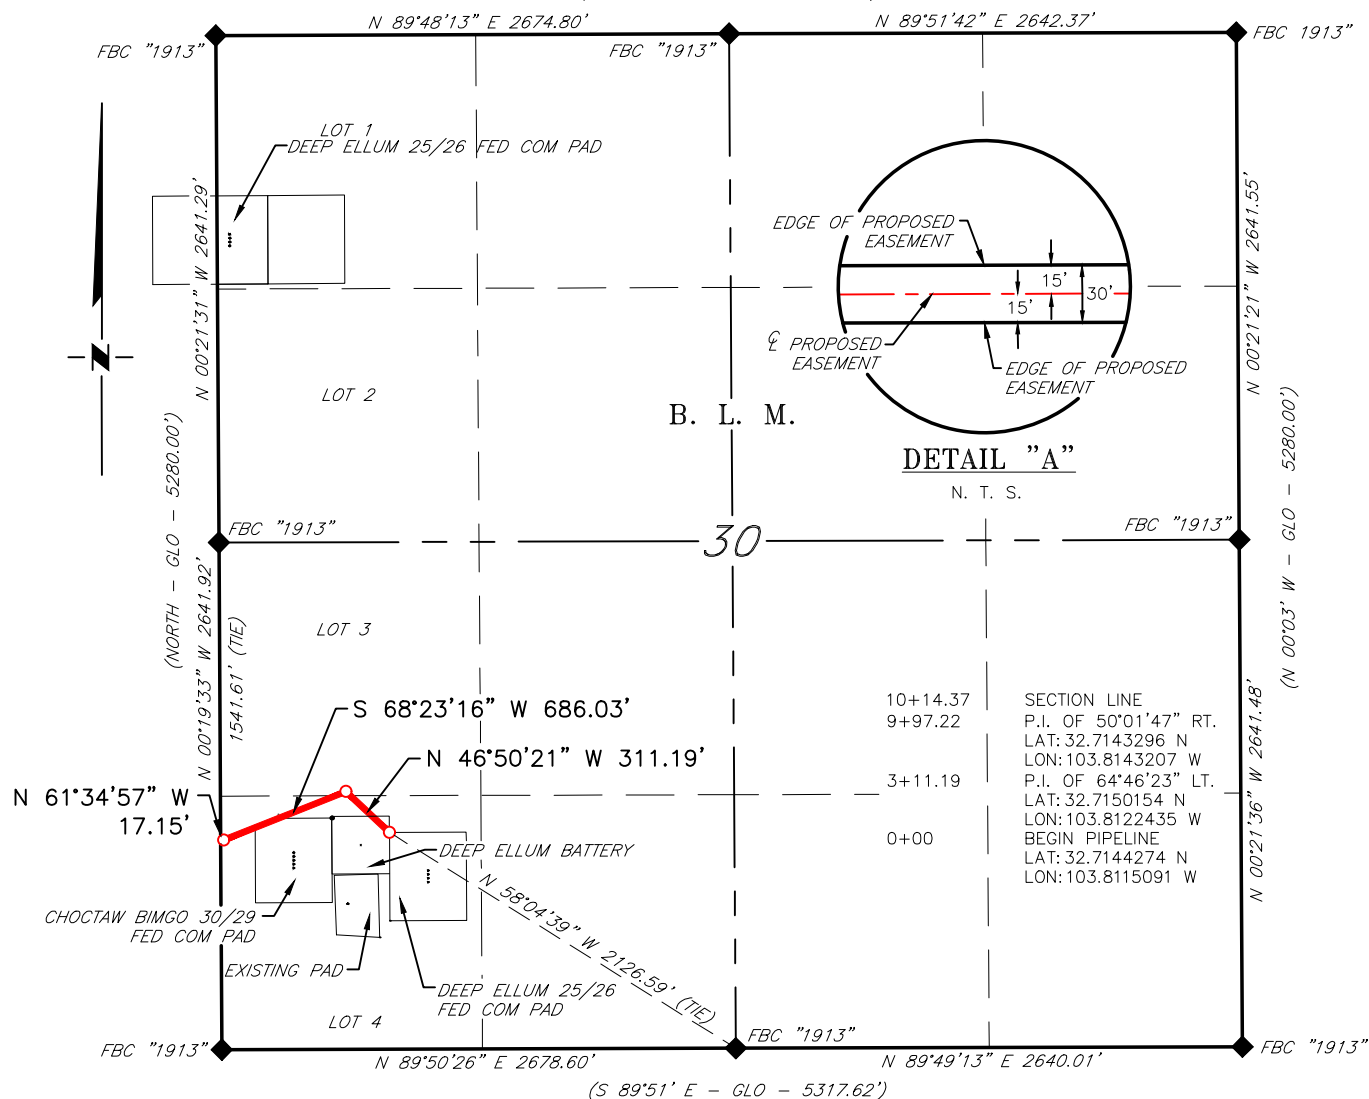 N 89°48'13" E 2674.80'
N 89°51'42" E 2642.37'
FBC "1913"
FBC "1913"
FBC 1913"
LOT 1
DEEP ELLUM 25/26 FED COM PAD
N 00°21'31" W 2641.29'
N 00°21'21" W 2641.55'
EDGE OF PROPOSED
EASEMENT
15'
30'
15'
℄ PROPOSED
EASEMENT
EDGE OF PROPOSED
EASEMENT
N
LOT 2
B. L. M.
DETAIL "A"
N. T. S.
(NORTH - GLO - 5280.00')
(N 00°03' W - GLO - 5280.00')
FBC "1913"
30
FBC "1913"
N 00°19'33" W 2641.92'
1541.61' (TIE)
LOT 3
S 68°23'16" W 686.03'
N 46°50'21" W 311.19'
N 61°34'57" W
17.15'
10+14.37 SECTION LINE
9+97.22 P.I. OF 50°01'47" RT.
LAT: 32.7143296 N
LON: 103.8143207 W
3+11.19 P.I. OF 64°46'23" LT.
LAT: 32.7150154 N
LON: 103.8122435 W
0+00 BEGIN PIPELINE
LAT: 32.7144274 N
LON: 103.8115091 W
N 00°21'36" W 2641.48'
DEEP ELLUM BATTERY
N 58°04'39" W 2126.59' (TIE)
CHOCTAW BIMGO 30/29
FED COM PAD
EXISTING PAD
DEEP ELLUM 25/26
FED COM PAD
LOT 4
FBC "1913"
FBC "1913"
FBC "1913"
N 89°50'26" E 2678.60'
N 89°49'13" E 2640.01'
(S 89°51' E - GLO - 5317.62')